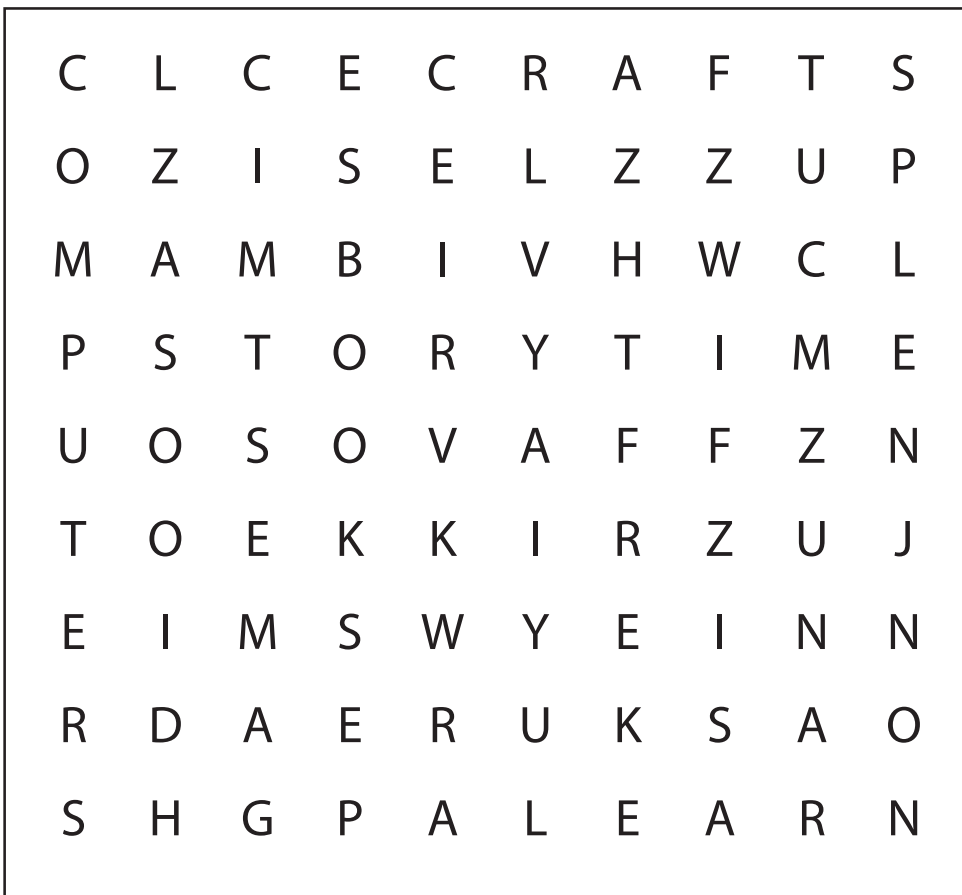 C L C E C R A F T S
O Z I S E L Z Z U P
M A M B I V H W C L
P S T O R Y T I M E
U O S O V A F F Z N
T O E K K I R Z U J
E I M S W Y E I N N
R D A E R U K S A O
S H G P A L E A R N